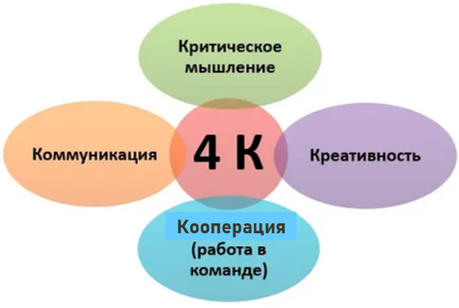 Критическое
мышление
Коммуникация
4 К
Креативность
Кооперация
(работа в
команде)